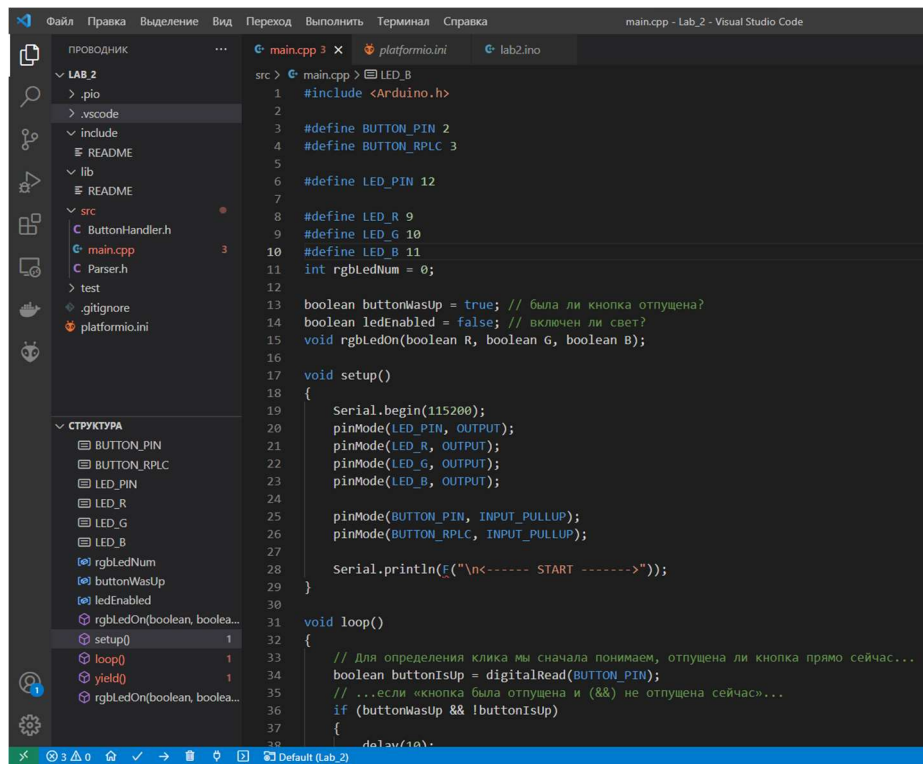 Файл Правка Выделение Вид Переход Выполнить Терминал Справка main.cpp - Lab_2 - Visual Studio Code
ПРОВОДНИК ...
LAB_2
.pio
.vscode
include
README
lib
README
src
ButtonHandler.h
main.cpp 3
Parser.h
test
.gitignore
platformio.ini
СТРУКТУРА
BUTTON_PIN
BUTTON_RPLC
LED_PIN
LED_R
LED_G
LED_B
rgbLedNum
buttonWasUp
ledEnabled
rgbLedOn(boolean, boolea...
setup() 1
loop() 1
yield() 1
rgbLedOn(boolean, boolea...
main.cpp 3 platformio.ini lab2.ino
src > main.cpp > LED_B
1 #include <Arduino.h>
2
3 #define BUTTON_PIN 2
4 #define BUTTON_RPLC 3
5
6 #define LED_PIN 12
7
8 #define LED_R 9
9 #define LED_G 10
10 #define LED_B 11
11 int rgbLedNum = 0;
12
13 boolean buttonWasUp = true; // была ли кнопка отпущена?
14 boolean ledEnabled = false; // включен ли свет?
15 void rgbLedOn(boolean R, boolean G, boolean B);
16
17 void setup()
18 {
19 Serial.begin(115200);
20 pinMode(LED_PIN, OUTPUT);
21 pinMode(LED_R, OUTPUT);
22 pinMode(LED_G, OUTPUT);
23 pinMode(LED_B, OUTPUT);
24
25 pinMode(BUTTON_PIN, INPUT_PULLUP);
26 pinMode(BUTTON_RPLC, INPUT_PULLUP);
27
28 Serial.println(F("\n<------ START ------->"));
29 }
30
31 void loop()
32 {
33 // Для определения клика мы сначала понимаем, отпущена ли кнопка прямо сейчас...
34 boolean buttonIsUp = digitalRead(BUTTON_PIN);
35 // ...если «кнопка была отпущена и (&&) не отпущена сейчас»...
36 if (buttonWasUp && !buttonIsUp)
37 {
38 delay(10);
1
3 0 Default (Lab_2)